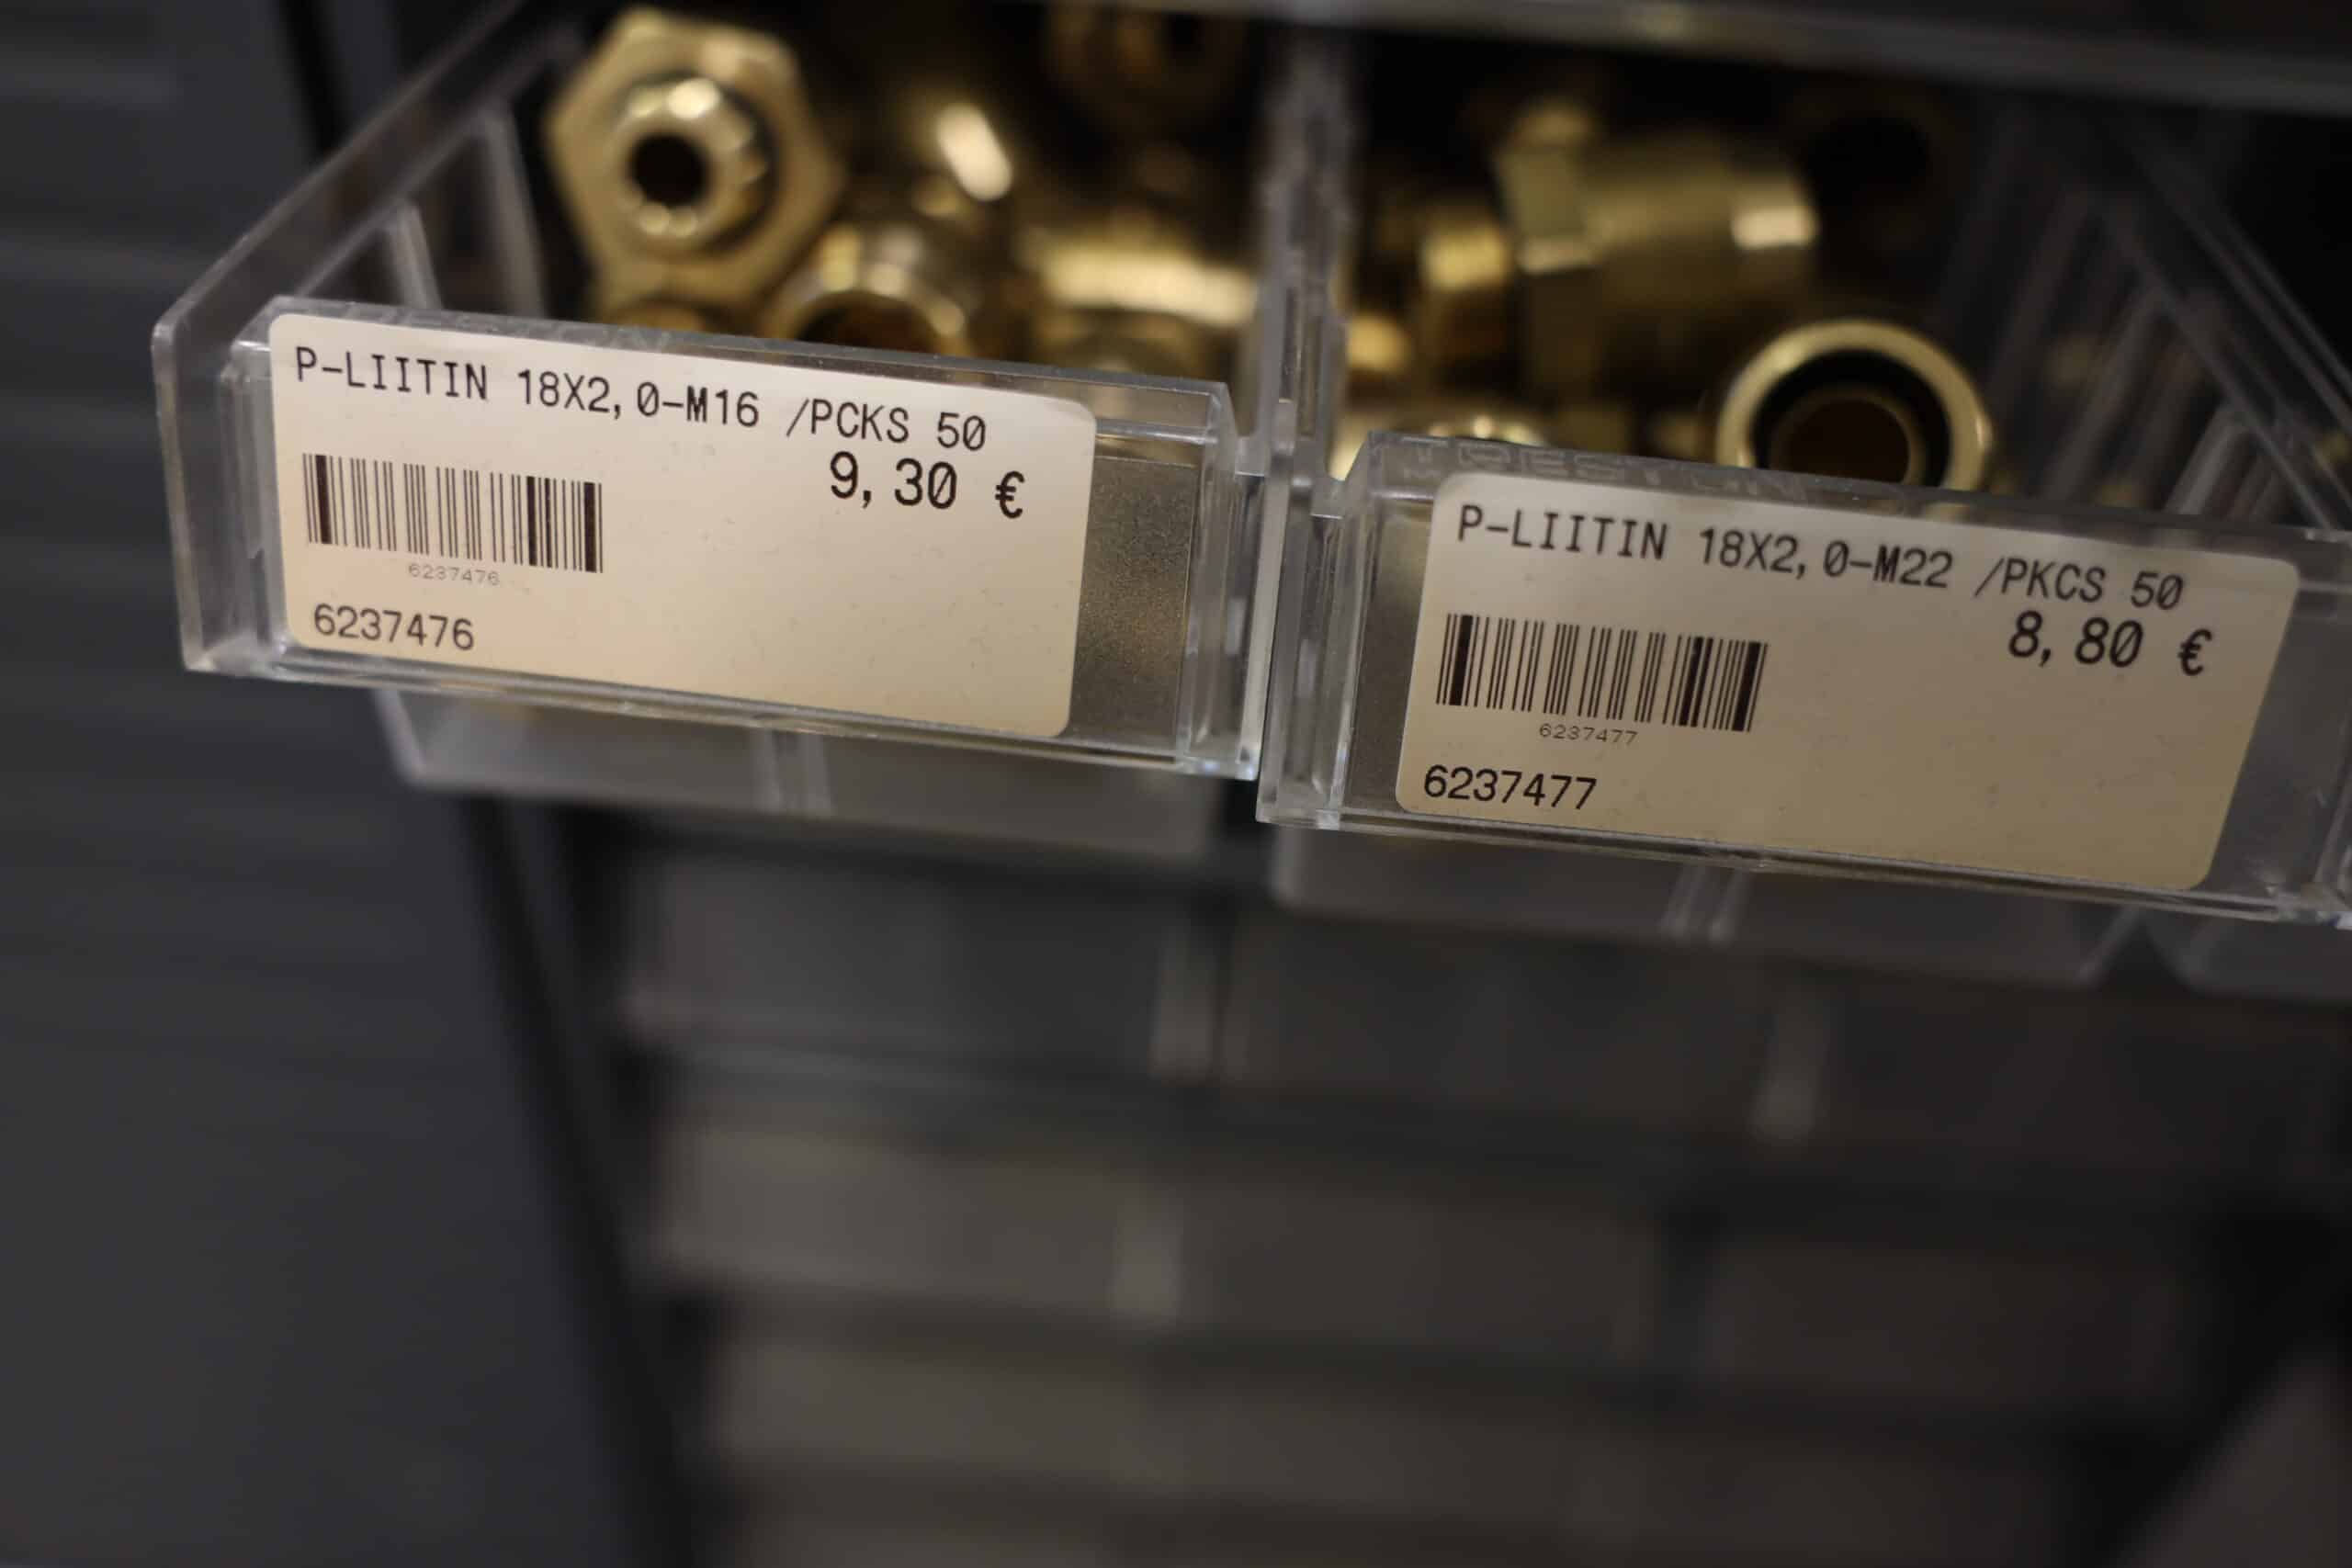 P-LIITIN 18X2,0-M16 /PCKS 50
9,30 €
6237476
6237476
TRESTON
P-LIITIN 18X2,0-M22 /PKCS 50
8,80 €
6237477
6237477